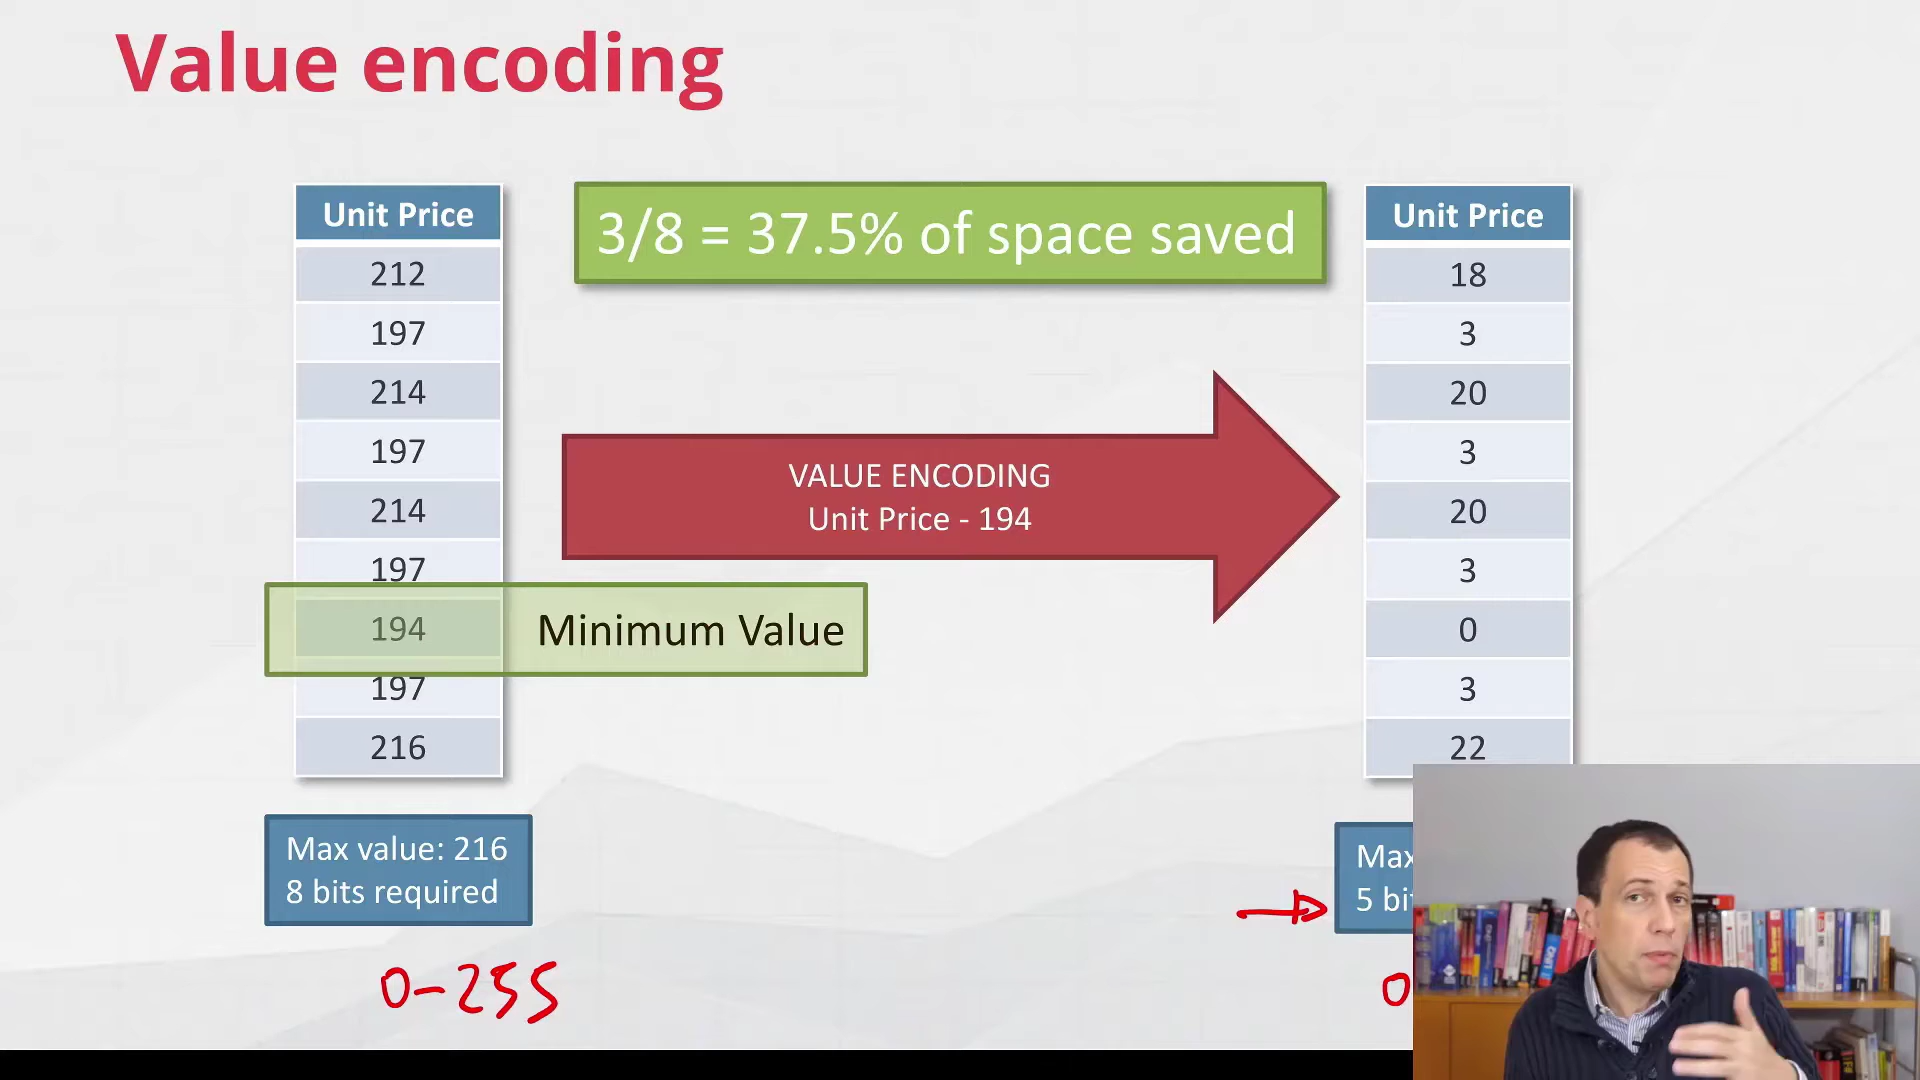 Value encoding
Unit Price
212
197
214
197
214
197
194
197
216
3/8 = 37.5% of space saved
VALUE ENCODING
Unit Price - 194
Minimum Value
Unit Price
18
3
20
3
20
3
0
3
22
Max value: 216
8 bits required
0-255
Max
5
0